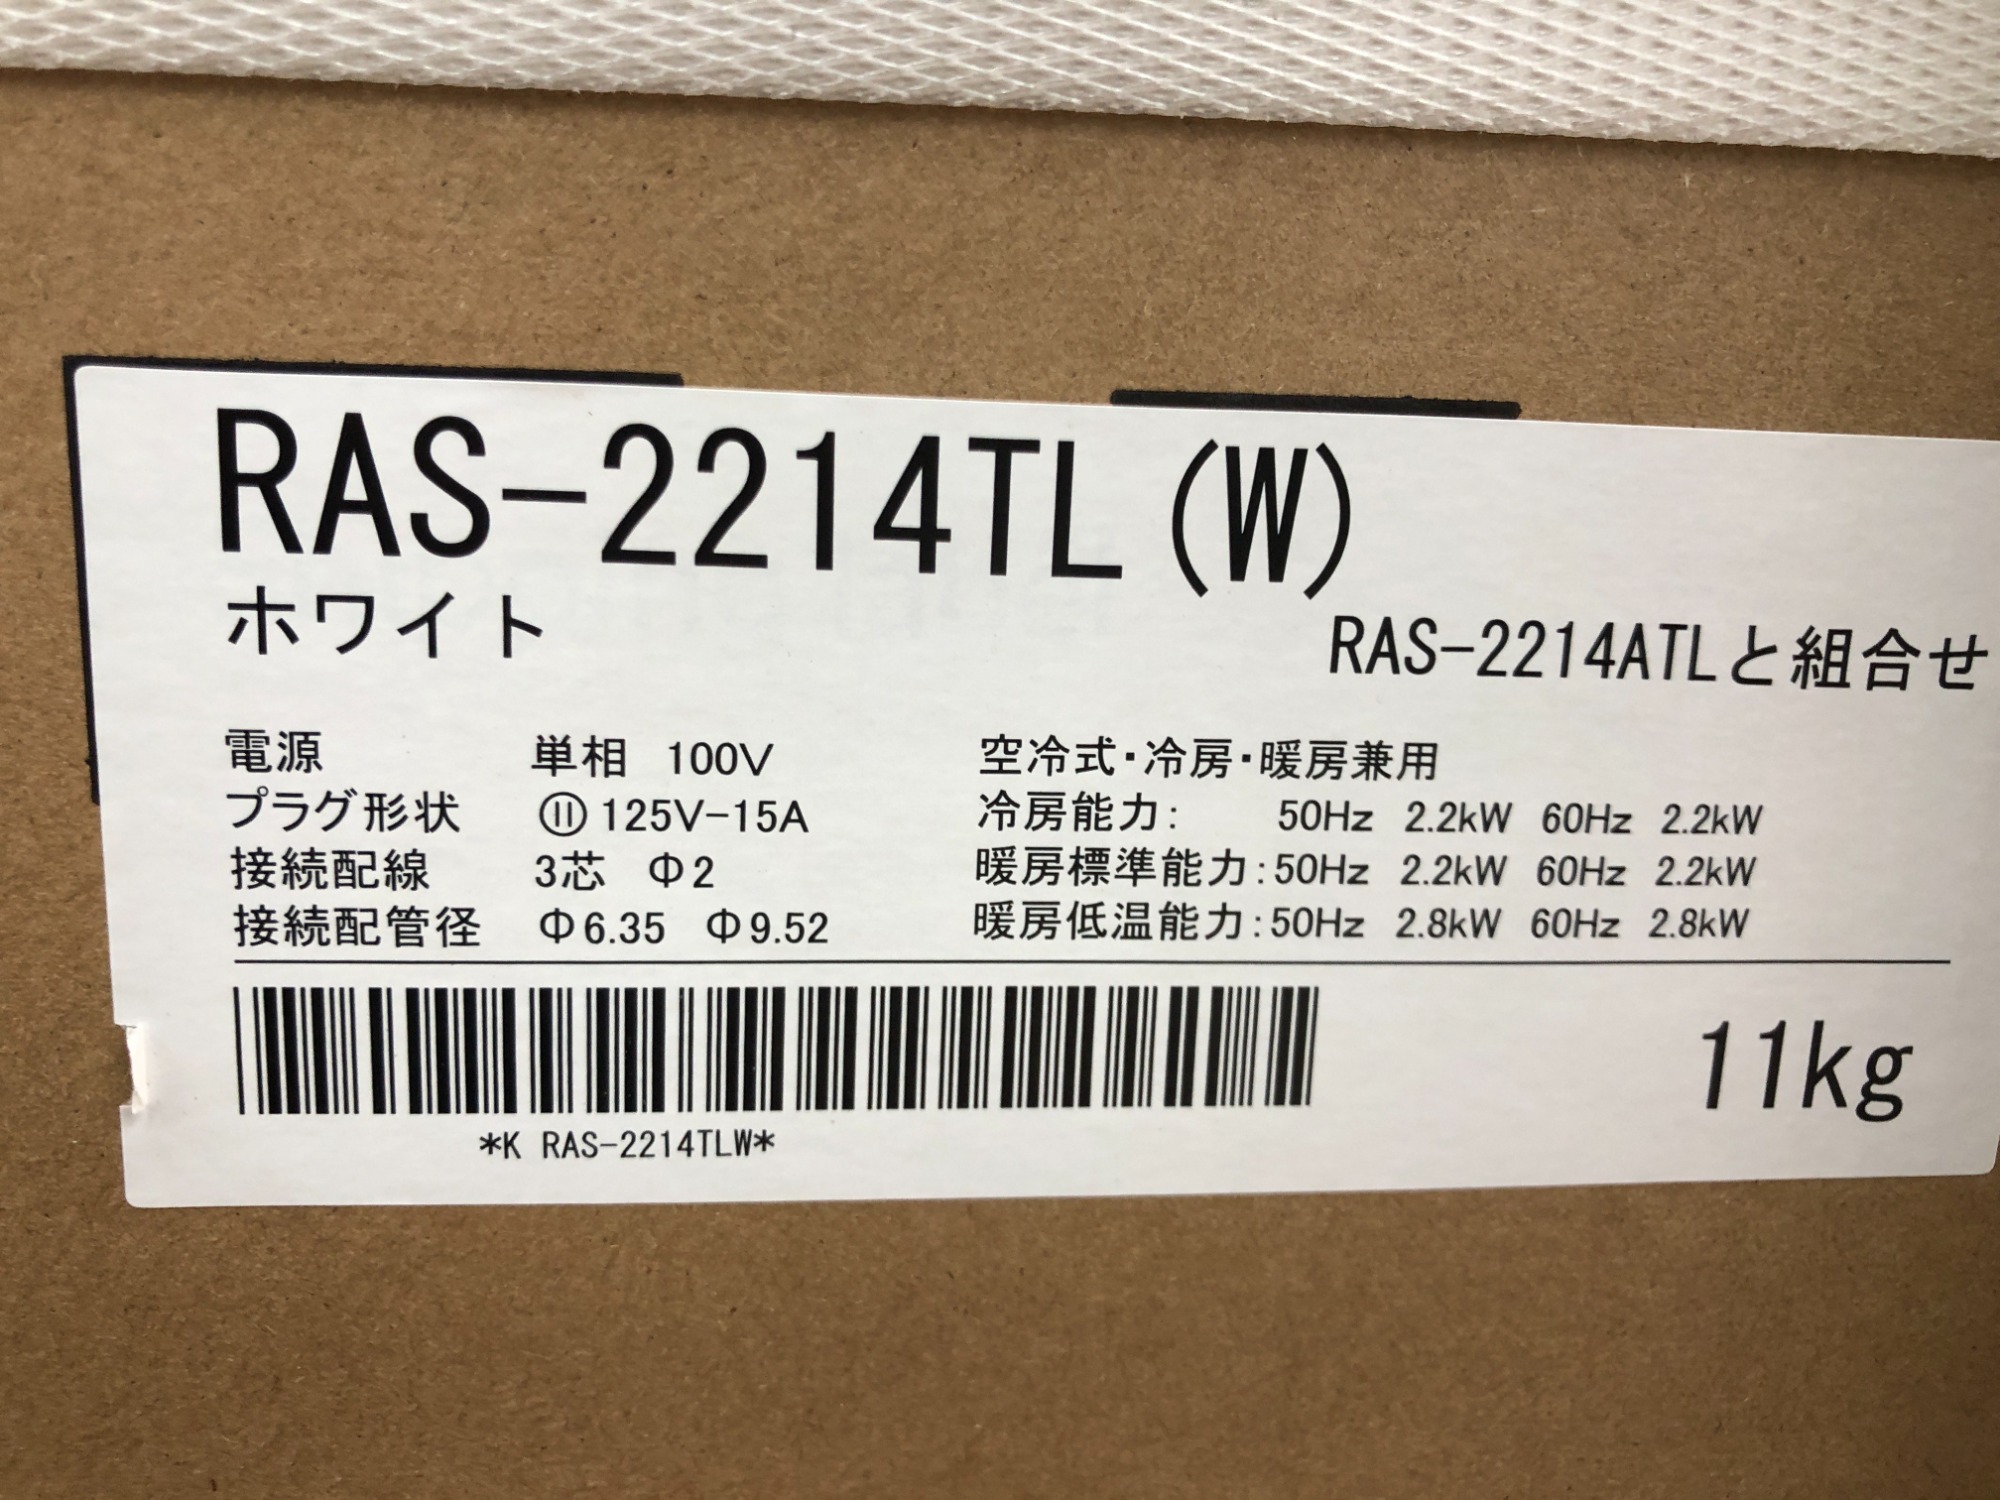 RAS-2214TL(W)
ホワイト
RAS-2214ATLと組合せ
電源 単相 100V
プラグ形状 125V-15A
接続配線 3芯 Φ2
接続配管径 Φ6.35 Φ9.52
空冷式・冷房・暖房兼用
冷房能力: 50Hz 2.2kW 60Hz 2.2kW
暖房標準能力:50Hz 2.2kW 60Hz 2.2kW
暖房低温能力:50Hz 2.8kW 60Hz 2.8kW
*K RAS-2214TLW*
11kg